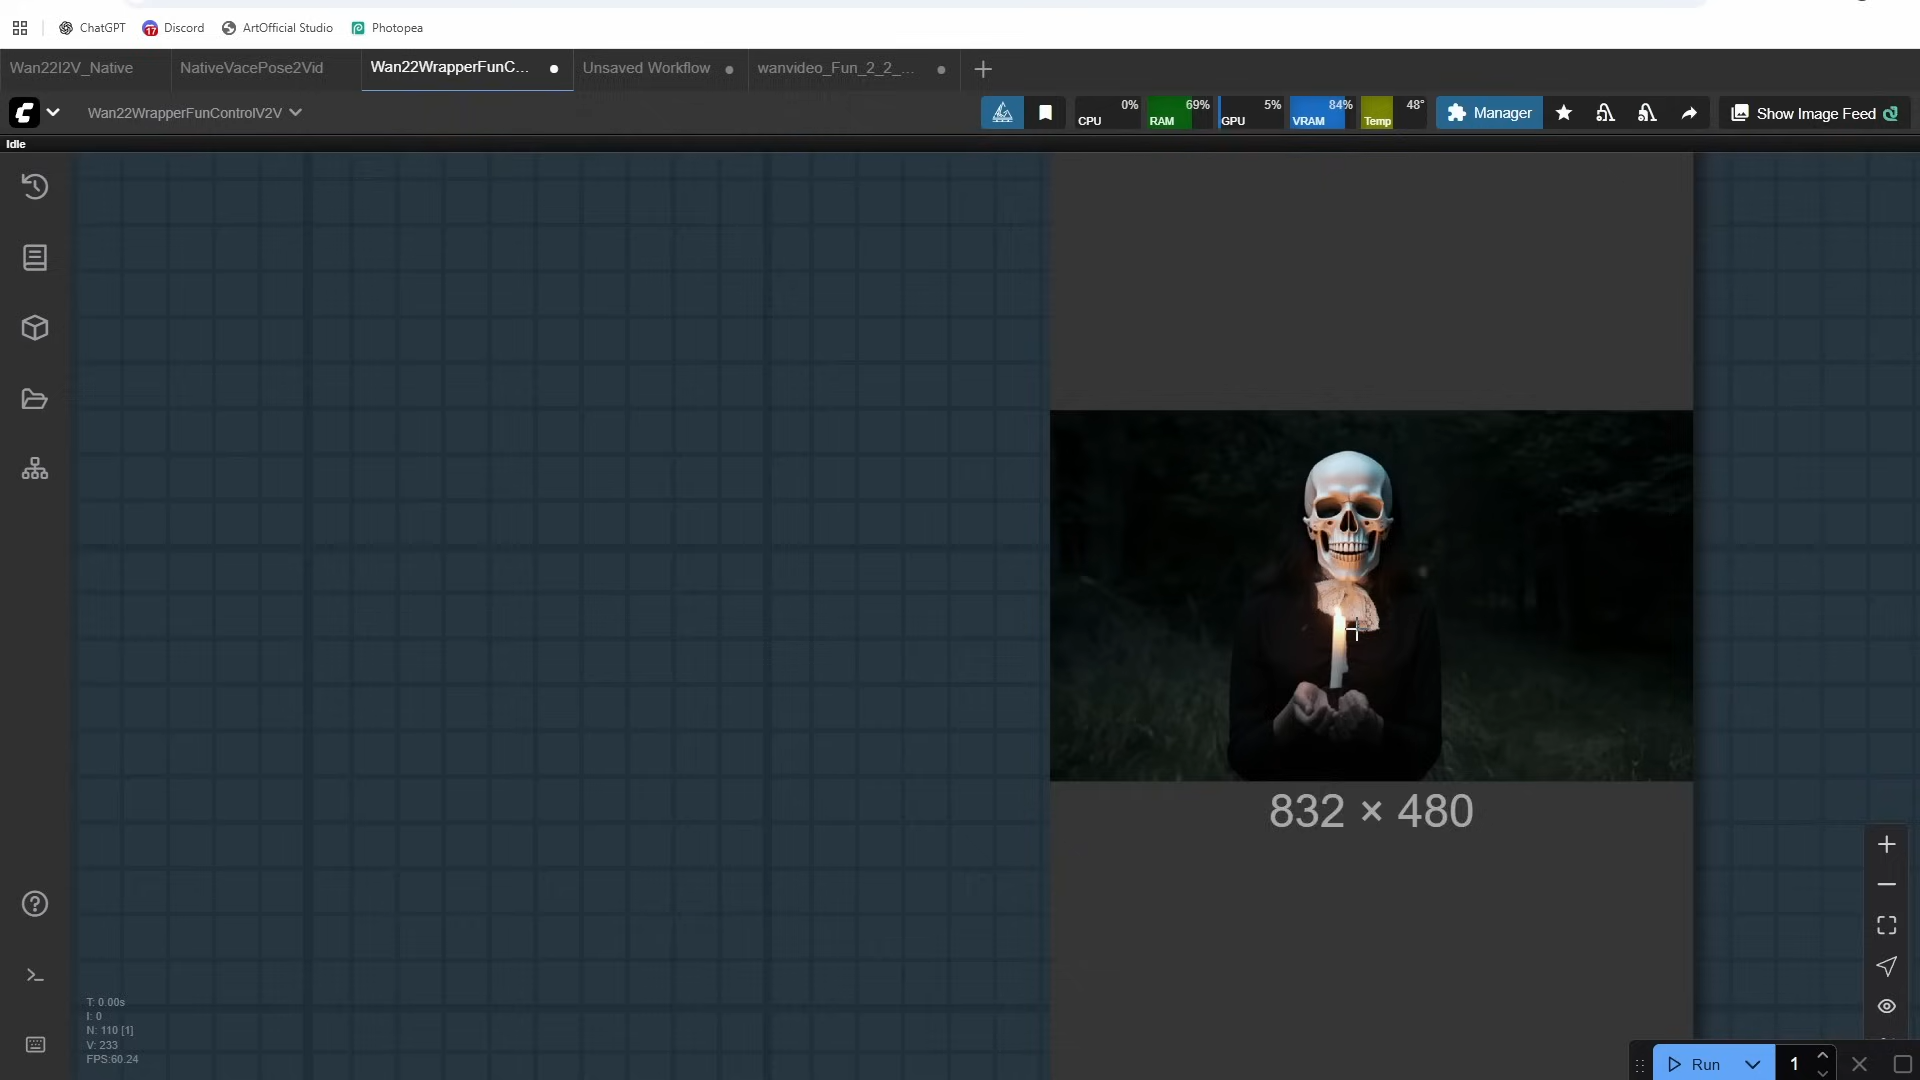 ChatGPT
17
Discord
ArtOfficial Studio
Photopea
Wan22I2V_Native
NativeVacePose2Vid
Wan22WrapperFunC...
Unsaved Workflow
wanvideo_Fun_2_2_...
Wan22WrapperFunControlV2V
CPU 0%
RAM 69%
GPU 5%
VRAM 84%
Temp 48°
Manager
Show Image Feed
Idle
832 × 480
T: 0.00s
I: 0
N: 110 [1]
V: 233
FPS:60.24
Run
1